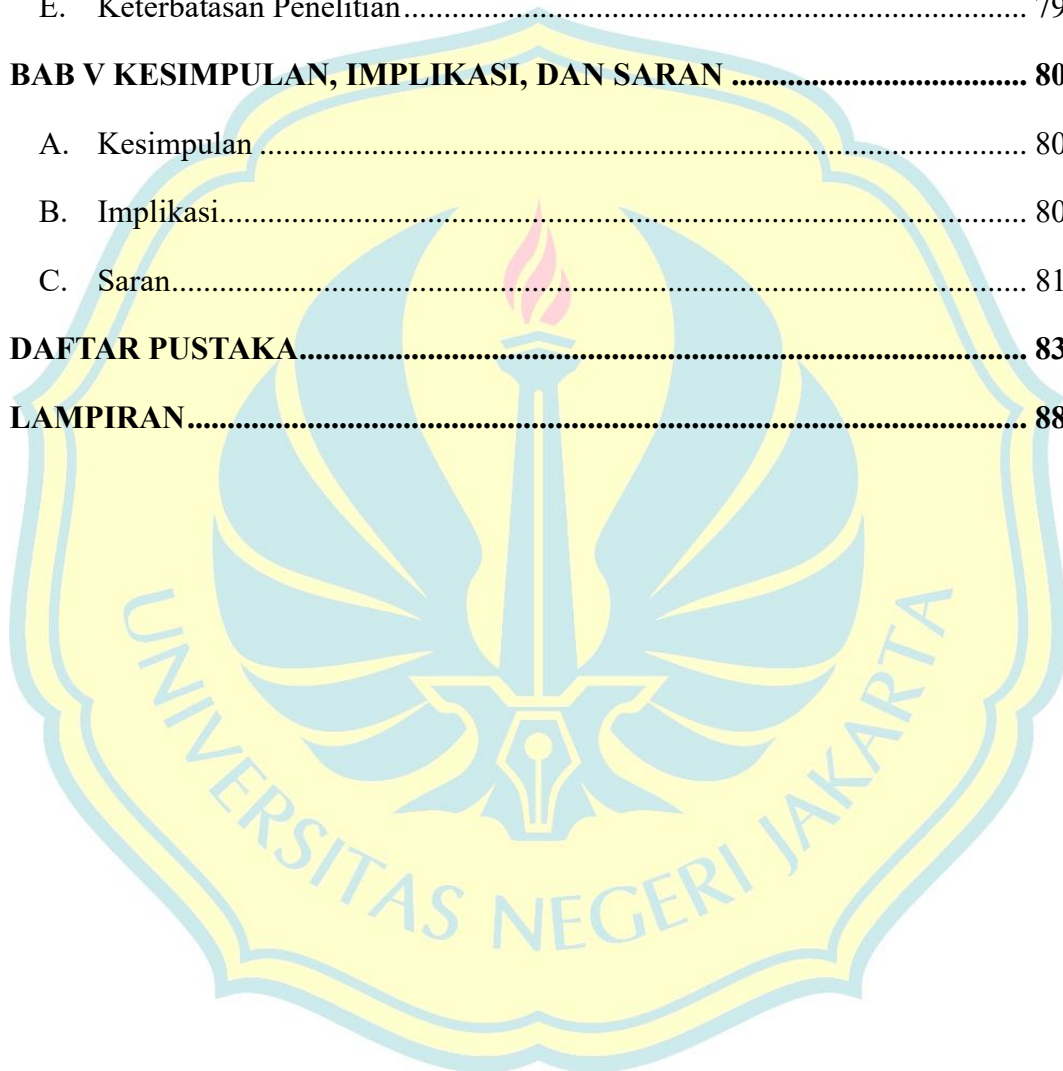 E. Keterbatasan Penelitian.......................................................................... 79
BAB V KESIMPULAN, IMPLIKASI, DAN SARAN .................................. 80
A. Kesimpulan ........................................................................................... 80
B. Implikasi................................................................................................ 80
C. Saran...................................................................................................... 81
DAFTAR PUSTAKA.................................................................................... 83
LAMPIRAN................................................................................................... 88
UNIVERSITAS NEGERI JAKARTA